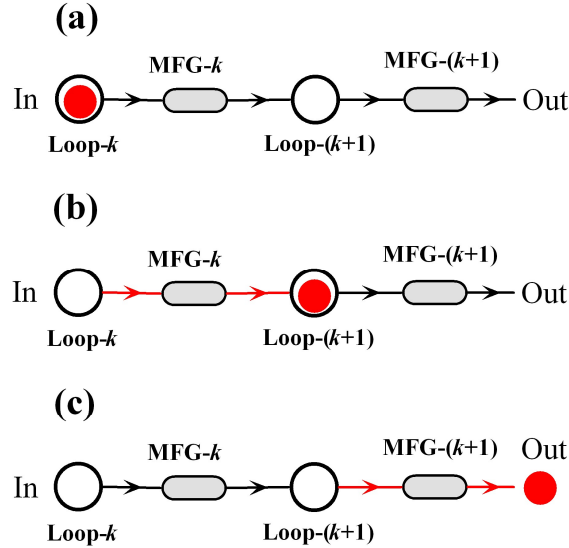 (a)
MFG-k
MFG-(k+1)
In
Out
Loop-k
Loop-(k+1)
(b)
MFG-k
MFG-(k+1)
In
Out
Loop-k
Loop-(k+1)
(c)
MFG-k
MFG-(k+1)
Out
In
Loop-k
Loop-(k+1)